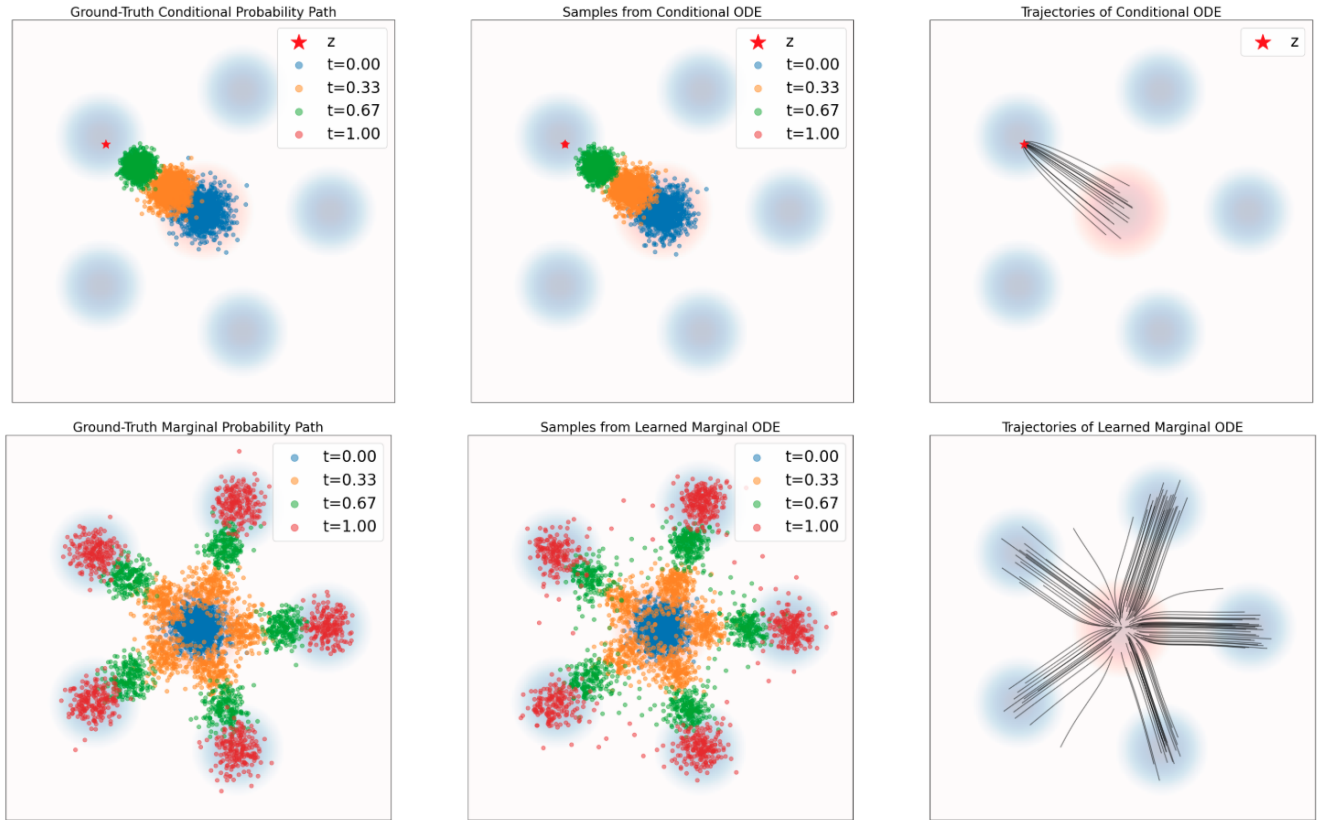 Ground-Truth Conditional Probability Path
z
t=0.00
t=0.33
t=0.67
t=1.00
Samples from Conditional ODE
z
t=0.00
t=0.33
t=0.67
t=1.00
Trajectories of Conditional ODE
z
Ground-Truth Marginal Probability Path
t=0.00
t=0.33
t=0.67
t=1.00
Samples from Learned Marginal ODE
t=0.00
t=0.33
t=0.67
t=1.00
Trajectories of Learned Marginal ODE